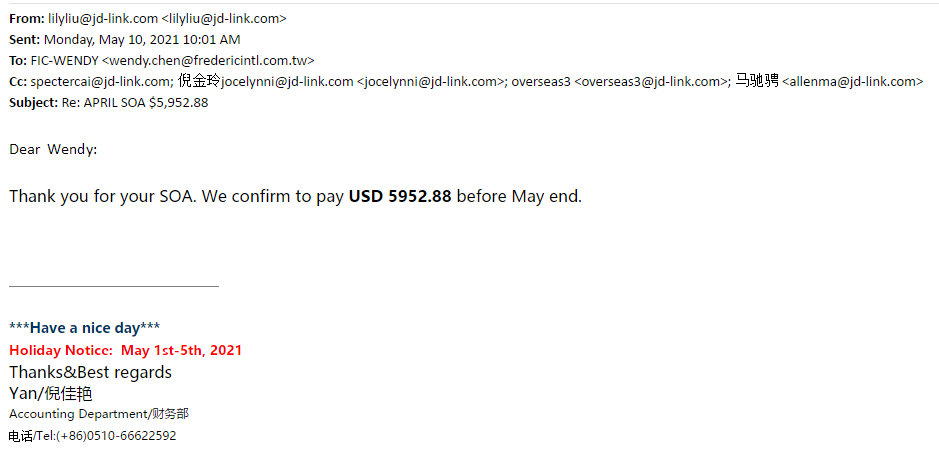 From: lilyliu@jd-link.com <lilyliu@jd-link.com>
Sent: Monday, May 10, 2021 10:01 AM
To: FIC-WENDY <wendy.chen@fredericintl.com.tw>
Cc: spectercai@jd-link.com; 倪金玲jocelynni@jd-link.com <jocelynni@jd-link.com>; overseas3 <overseas3@jd-link.com>; 马驰骋 <allenma@jd-link.com>
Subject: Re: APRIL SOA $5,952.88
Dear Wendy:
Thank you for your SOA. We confirm to pay USD 5952.88 before May end.
***Have a nice day***
Holiday Notice: May 1st-5th, 2021
Thanks&Best regards
Yan/倪佳艳
Accounting Department/财务部
电话/Tel:(+86)0510-66622592